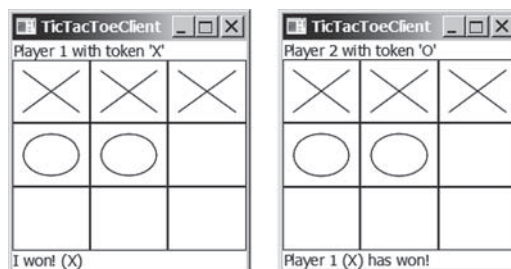 TicTacToeClient
Player 1 with token 'X'
I won! (X)
TicTacToeClient
Player 2 with token 'O'
Player 1 (X) has won!